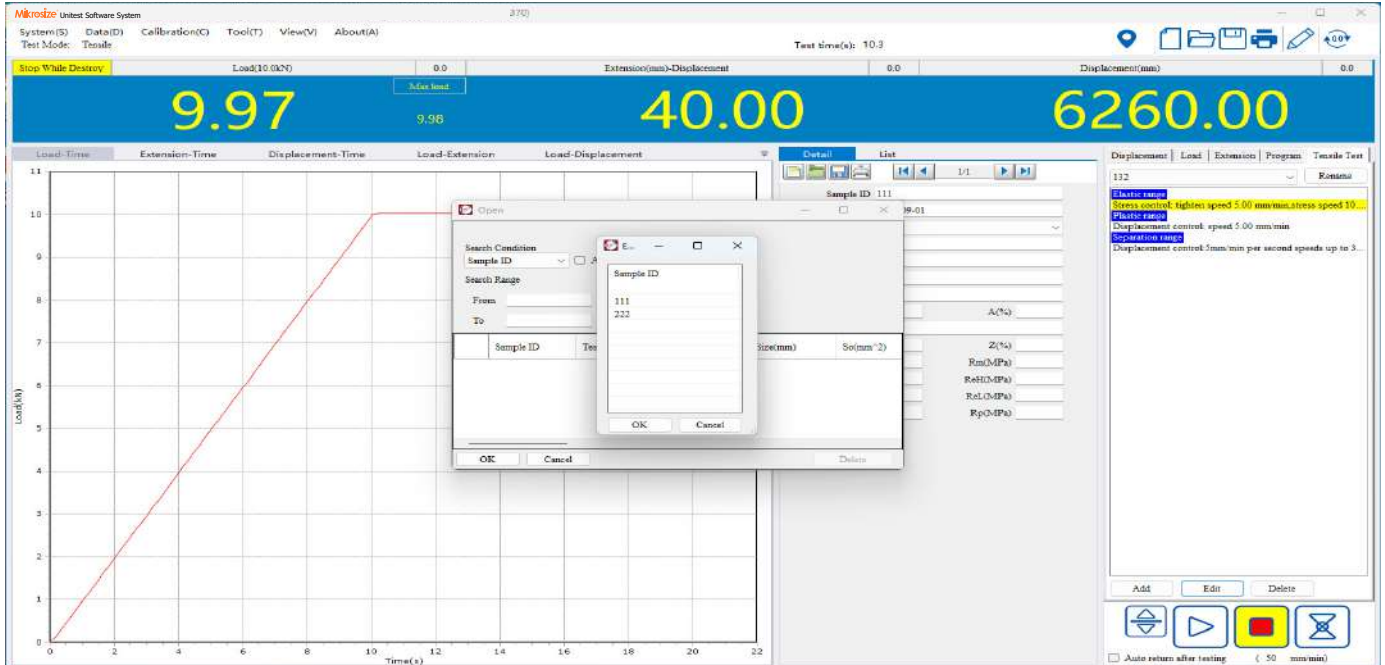 Mikrosize Unitest Software System
370)
System(S) Data(D) Calibration(C) Tool(T) View(V) About(A)
Test Mode: Tensile
Test time(s): 10.3
Stop While Destroy Load(10.0kN) 0.0 Extension(mm)-Displacement 0.0 Displacement(mm) 0.0
9.97
Max load
9.98
40.00
6260.00
Load-Time Extension-Time Displacement-Time Load-Extension Load-Displacement
Detail List
1/1
Sample ID 111
09-01
A(%)
Z(%)
Rm(MPa)
ReH(MPa)
ReL(MPa)
Rp(MPa)
Displacement Load Extension Program Tensile Test
132 Rename
Elastic range
Stress control: tighten speed 5.00 mm/min,stress speed 10...
Plastic range
Displacement control: speed 5.00 mm/min
Separation range
Displacement control:5mm/min per second speeds up to 3...
Open
Search Condition
Sample ID A
Search Range
From
To
Sample ID Tes Size(mm) So(mm^2)
OK Cancel Delete
E...
Sample ID
111
222
OK Cancel
11
10
9
8
7
6
5
4
3
2
1
0
Load(kN)
0 2 4 6 8 10 12 14 16 18 20 22
Time(s)
Add Edit Delete
Auto return after testing ( 50 mm/min)